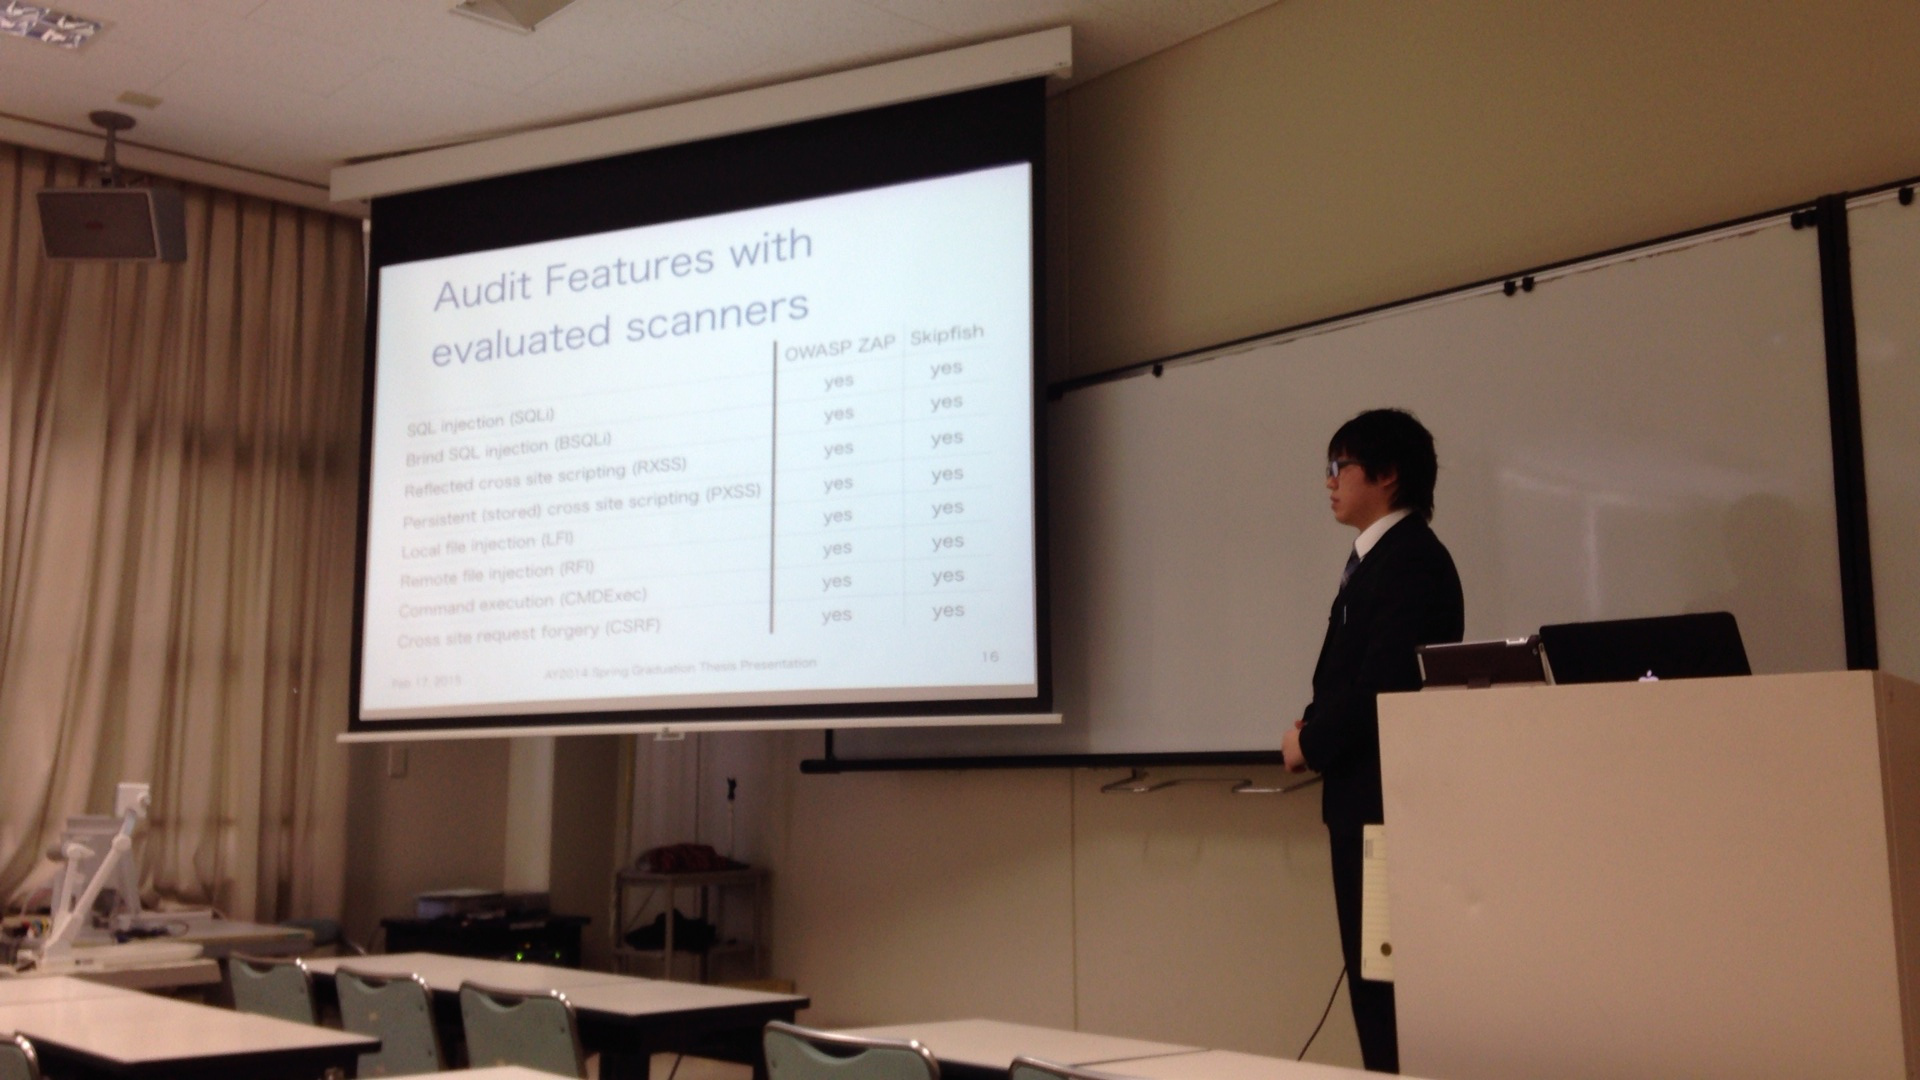 Audit Features with
evaluated scanners
OWASP ZAP Skipfish
SQL injection (SQLi) yes yes
Brind SQL injection (BSQLi) yes yes
Reflected cross site scripting (RXSS) yes yes
Persistent (stored) cross site scripting (PXSS) yes yes
Local file injection (LFI) yes yes
Remote file injection (RFI) yes yes
Command execution (CMDExec) yes yes
Cross site request forgery (CSRF) yes yes
Feb 17, 2015 AY2014 Spring Graduation Thesis Presentation 16